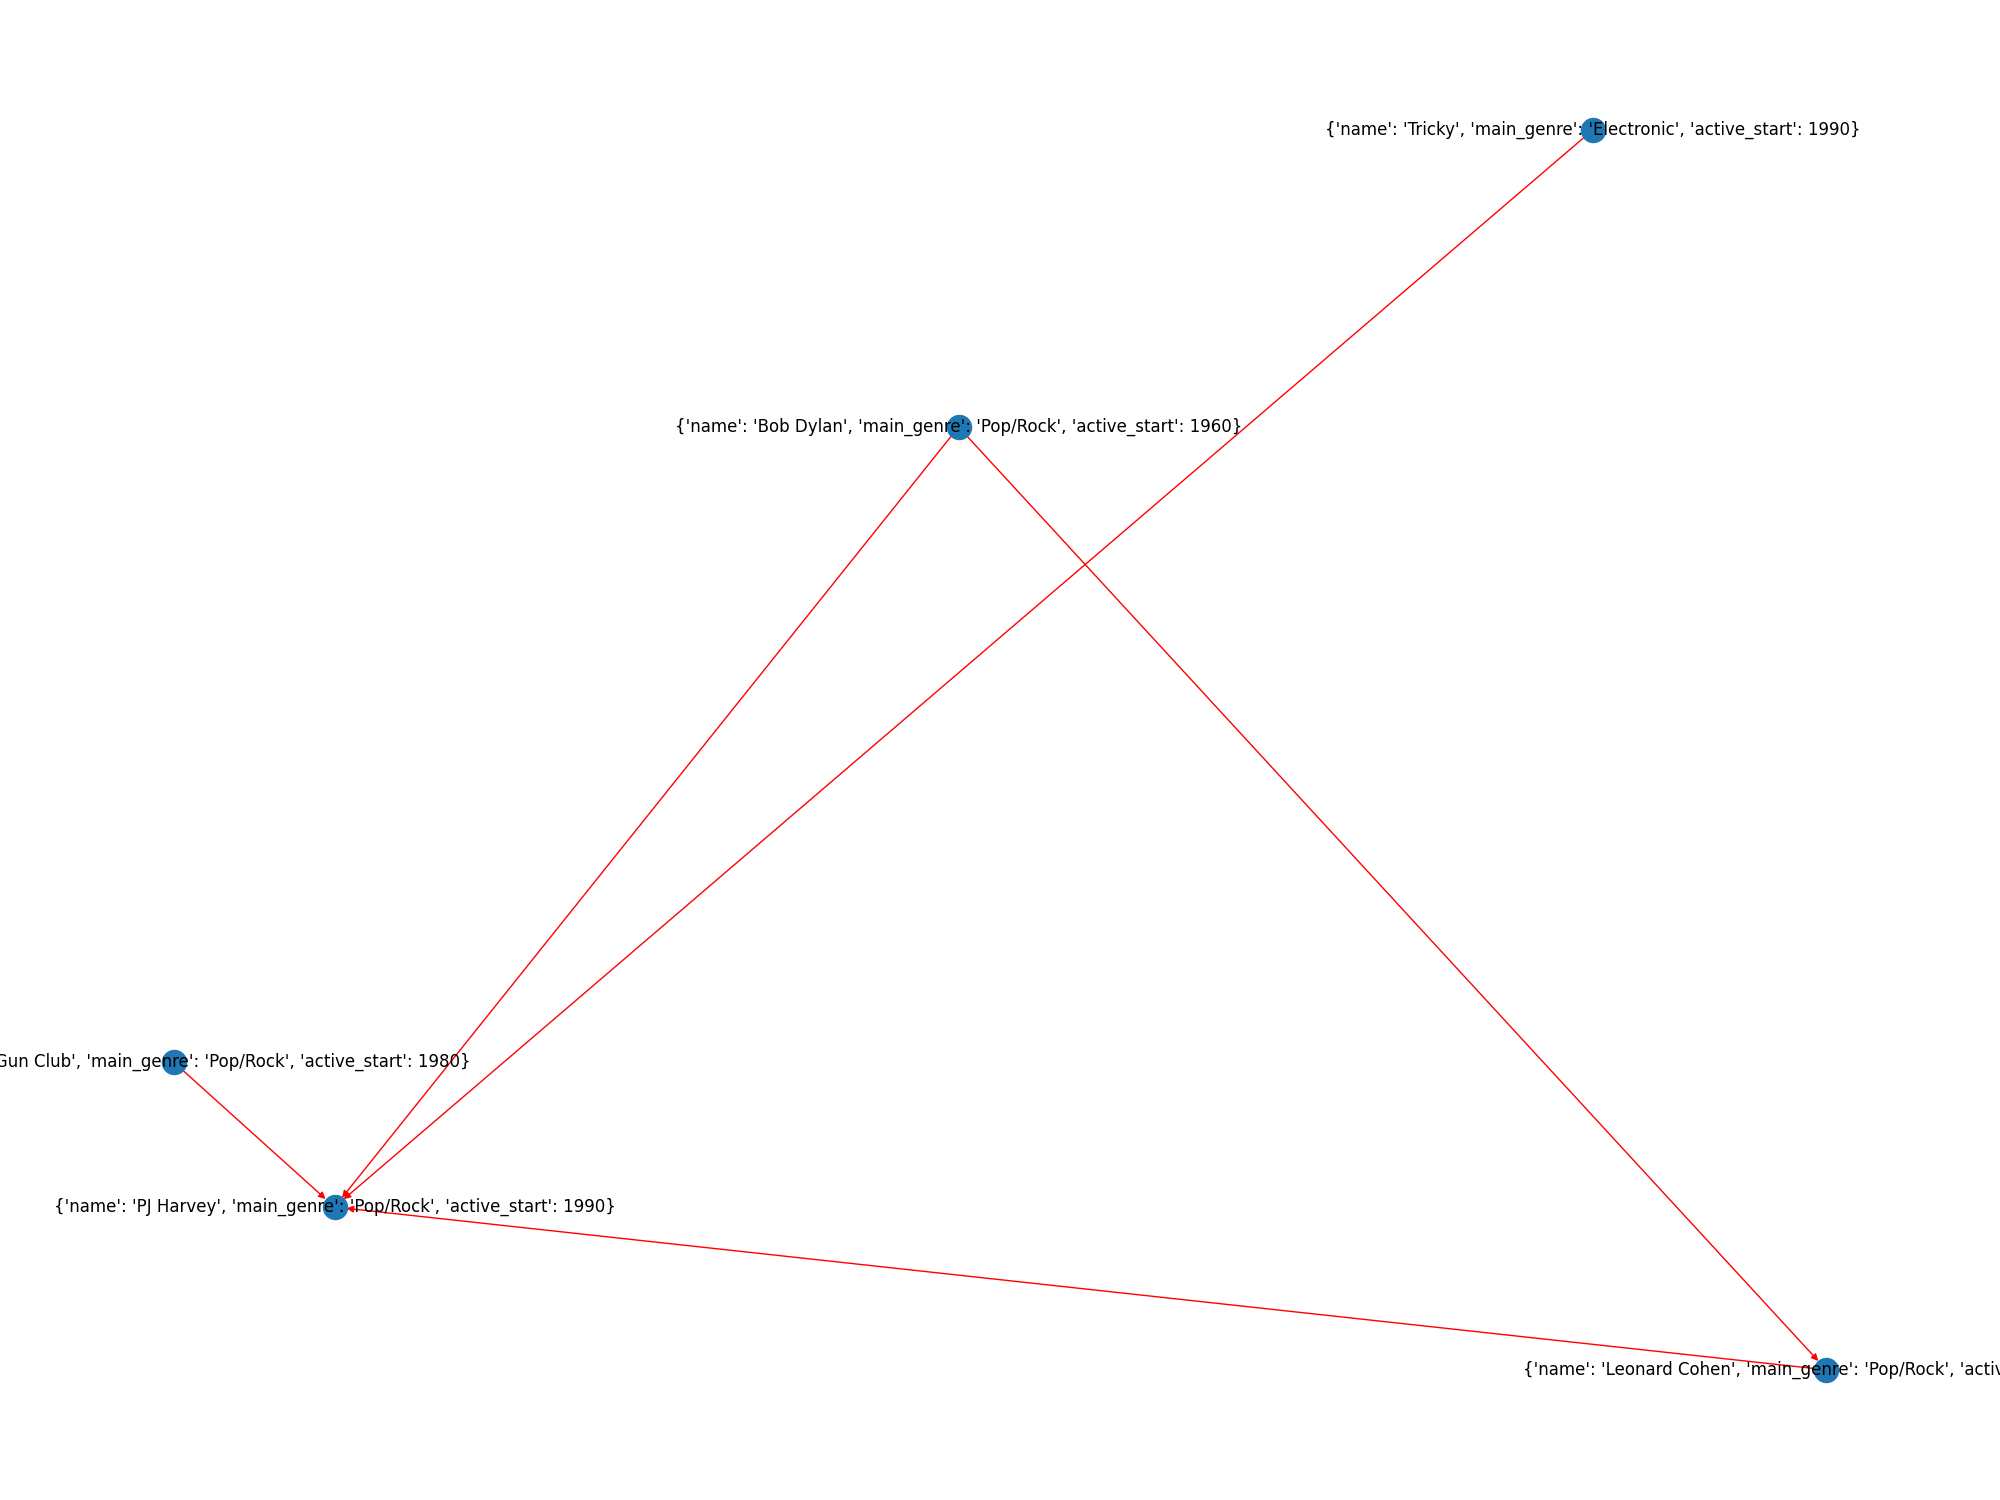 {'name': 'Tricky', 'main_genre': 'Electronic', 'active_start': 1990}
{'name': 'Bob Dylan', 'main_genre': 'Pop/Rock', 'active_start': 1960}
Gun Club', 'main_genre': 'Pop/Rock', 'active_start': 1980}
{'name': 'PJ Harvey', 'main_genre': 'Pop/Rock', 'active_start': 1990}
{'name': 'Leonard Cohen', 'main_genre': 'Pop/Rock', 'activ